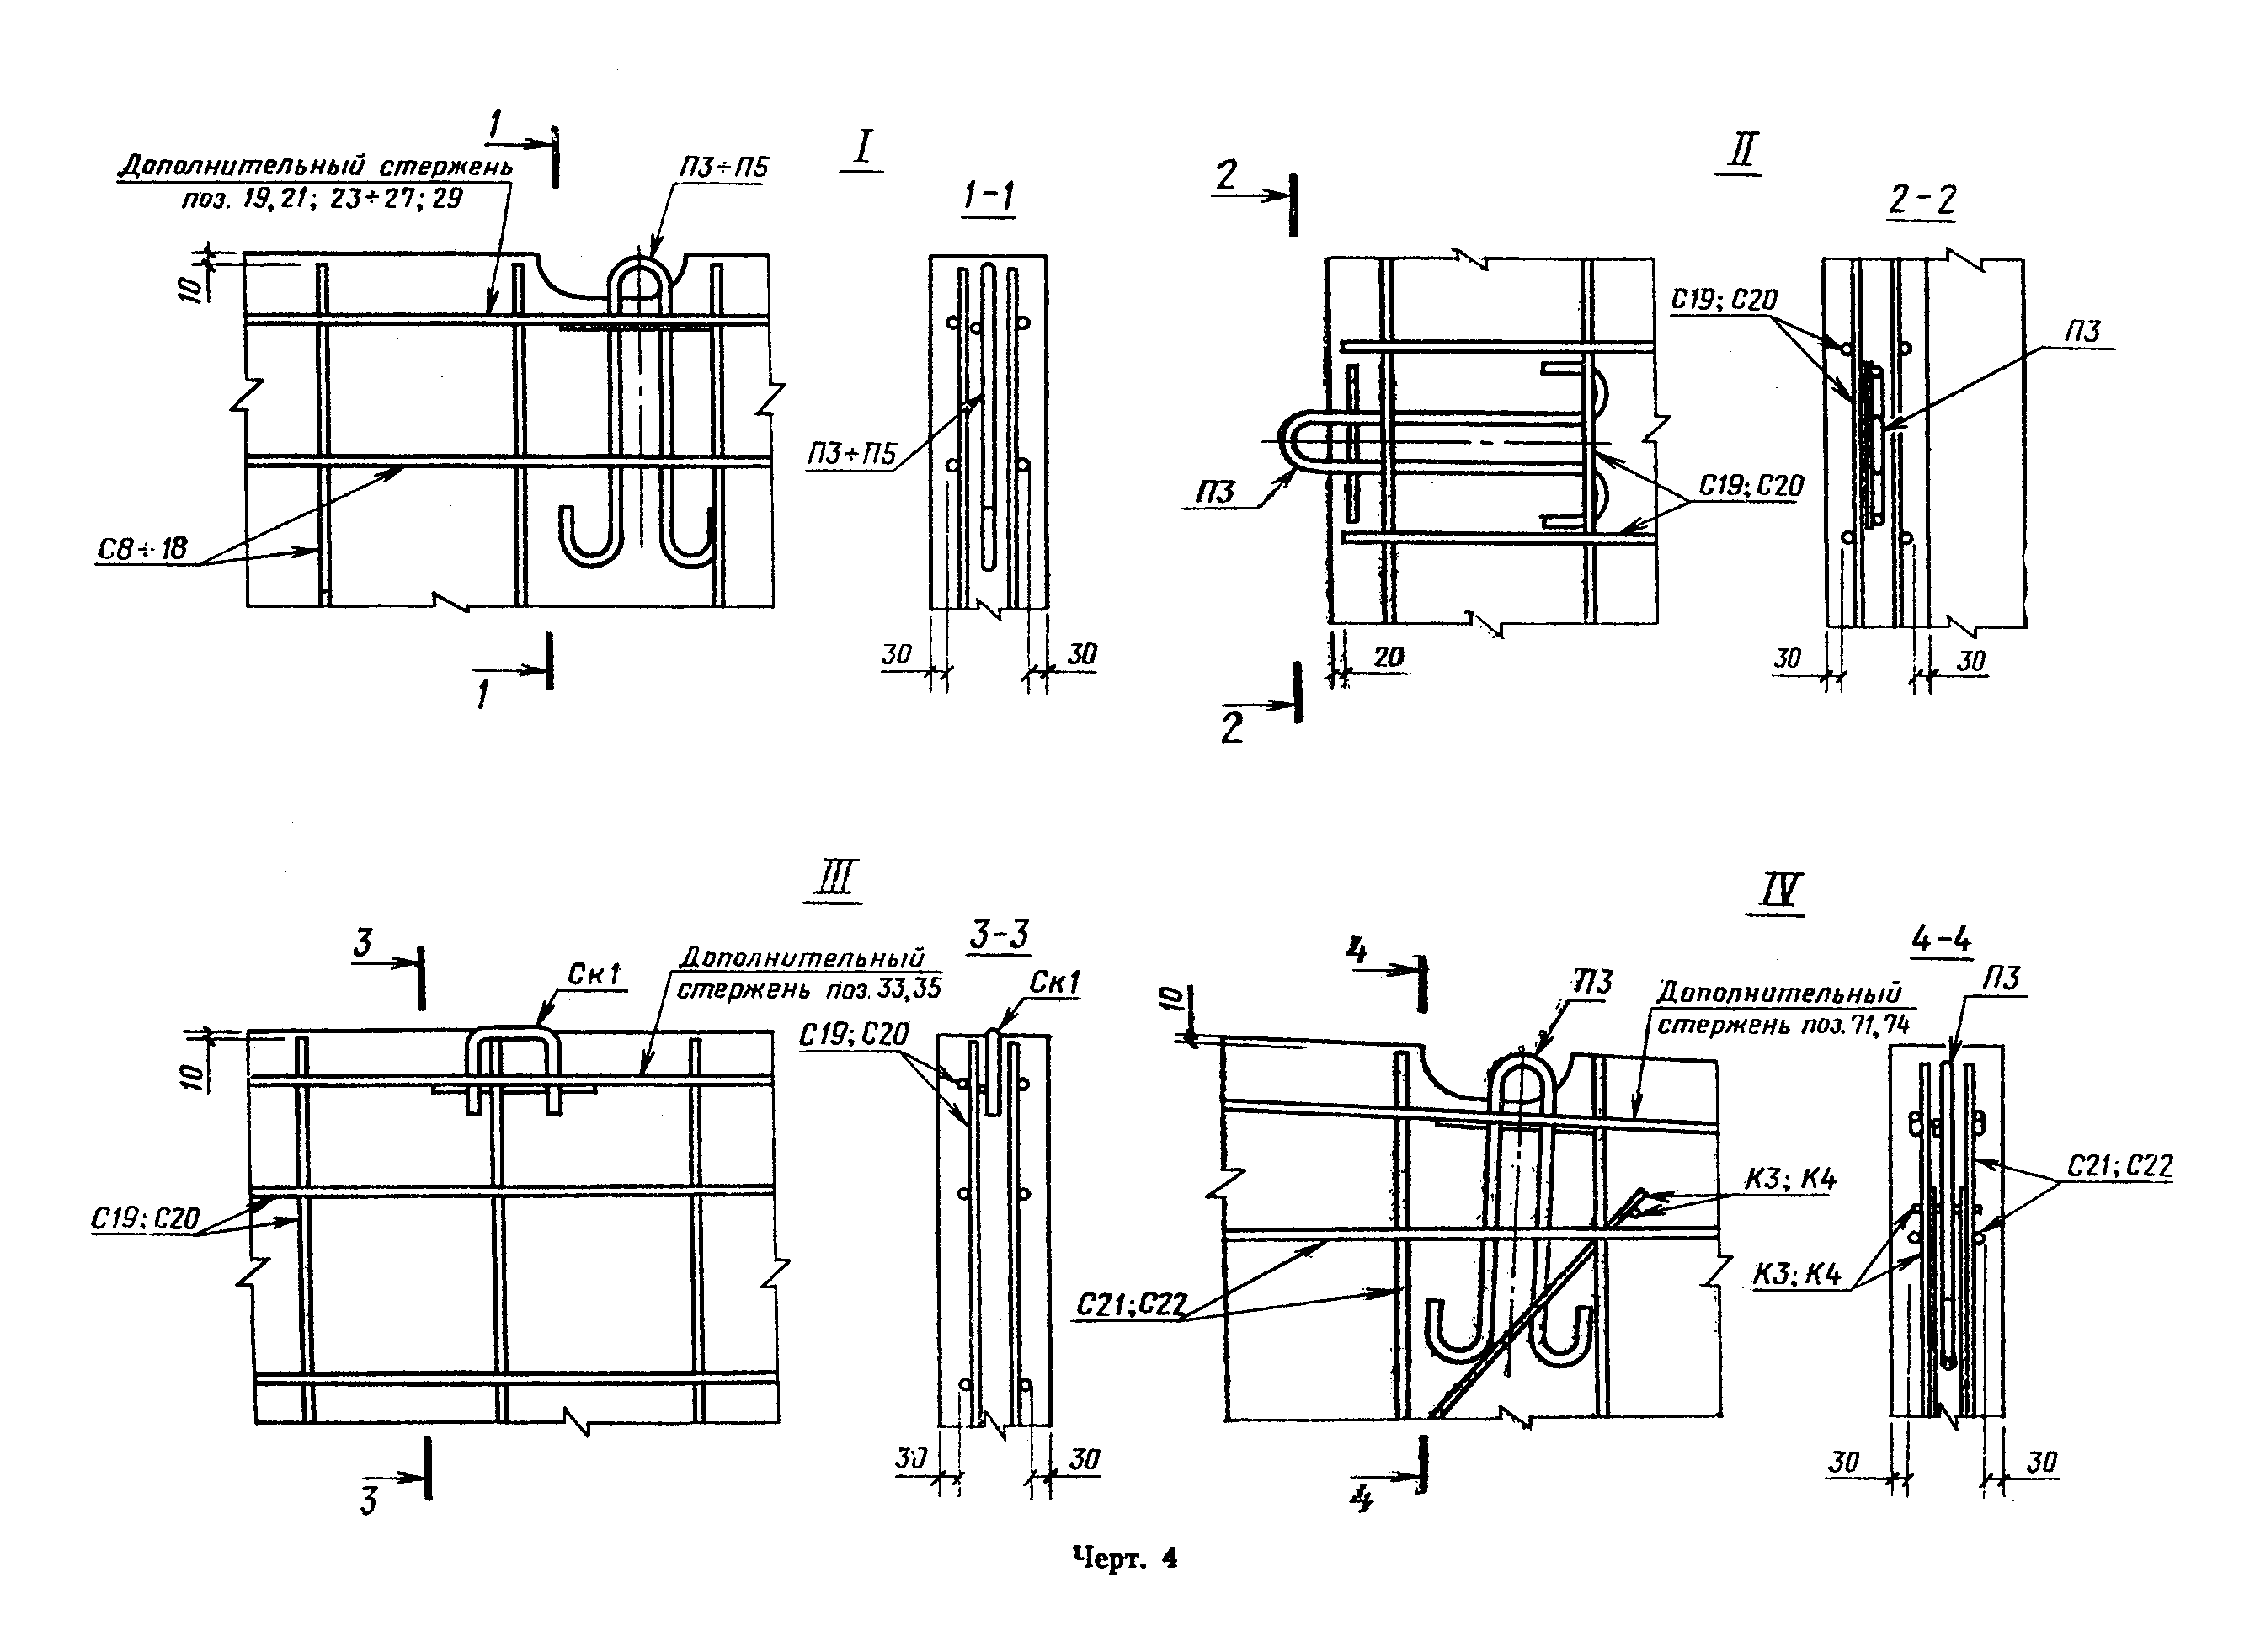 I
1
Дополнительный стержень
поз. 19,21; 23÷27; 29
П3÷П5
1-1
10
П3÷П5
С8÷18
30
30
1
II
2
2-2
С19; С20
П3
П3
С19; С20
20
30
30
2
III
3
Ск1
Дополнительный
стержень поз. 33,35
3-3
Ск1
С19; С20
10
С19; С20
30
30
3
IV
4
4-4
10
П3
Дополнительный
стержень поз. 71,74
П3
К3; К4
С21; С22
К3; К4
С21; С22
30
30
4
Черт. 4